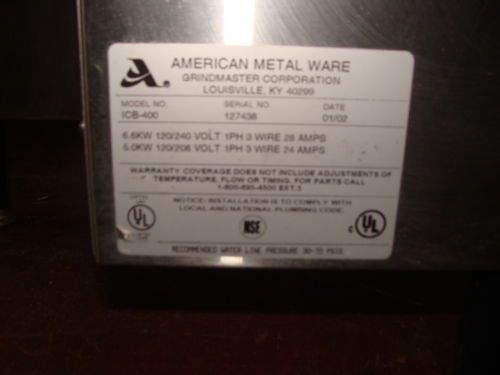 AMERICAN METAL WARE
GRINDMASTER CORPORATION
LOUISVILLE, KY 40299
MODEL NO. SERIAL NO. DATE
ICB-400 127438 01/02
6.6KW 120/240 VOLT 1PH 3 WIRE 28 AMPS
5.0KW 120/208 VOLT 1PH 3 WIRE 24 AMPS
WARRANTY COVERAGE DOES NOT INCLUDE ADJUSTMENTS OF
TEMPERATURE, FLOW OR TIMING. FOR PARTS CALL
1-800-695-4500 EXT.3
NOTICE: INSTALLATION IS TO COMPLY WITH
LOCAL AND NATIONAL PLUMBING CODE.
UL
NSF
C UL
RECOMMENDED WATER LINE PRESSURE 30-70 PSIG